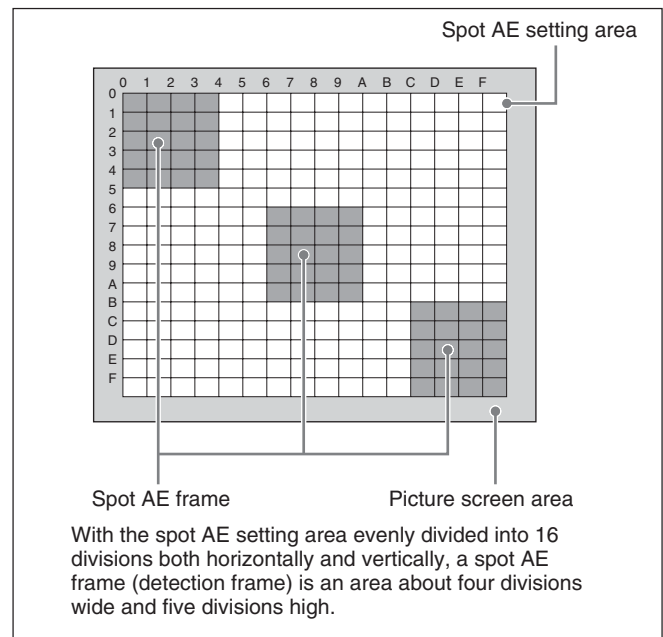 Spot AE setting area
0 1 2 3 4 5 6 7 8 9 A B C D E F
0
1
2
3
4
5
6
7
8
9
A
B
C
D
E
F
Spot AE frame
Picture screen area
With the spot AE setting area evenly divided into 16
divisions both horizontally and vertically, a spot AE
frame (detection frame) is an area about four divisions
wide and five divisions high.